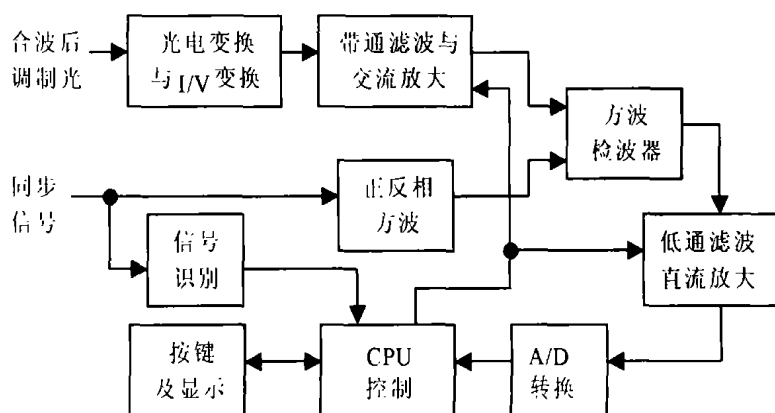 合波后
调制光
光电变换
与I/V变换
带通滤波与
交流放大
方波
检波器
同步
信号
正反相
方波
信号
识别
低通滤波
直流放大
按键
及显示
CPU
控制
A/D
转换